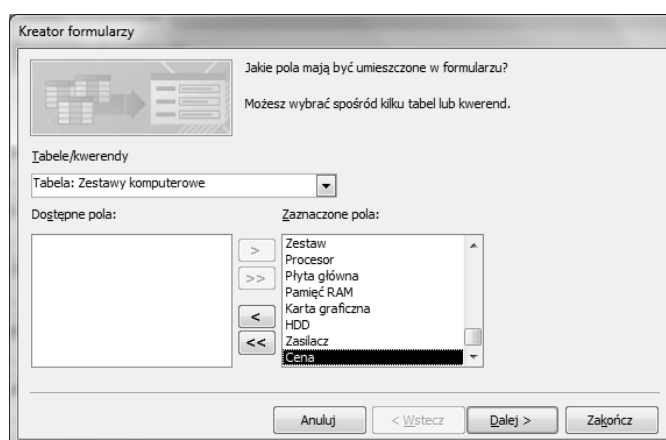 Kreator formularzy
Jakie pola mają być umieszczone w formularzu?
Możesz wybrać spośród kilku tabel lub kwerend.
Tabele/kwerendy
Tabela: Zestawy komputerowe
Dostępne pola:
Zaznaczone pola:
>
>>
<
<<
Zestaw
Procesor
Płyta główna
Pamięć RAM
Karta graficzna
HDD
Zasilacz
Cena
Anuluj
< Wstecz
Dalej >
Zakończ